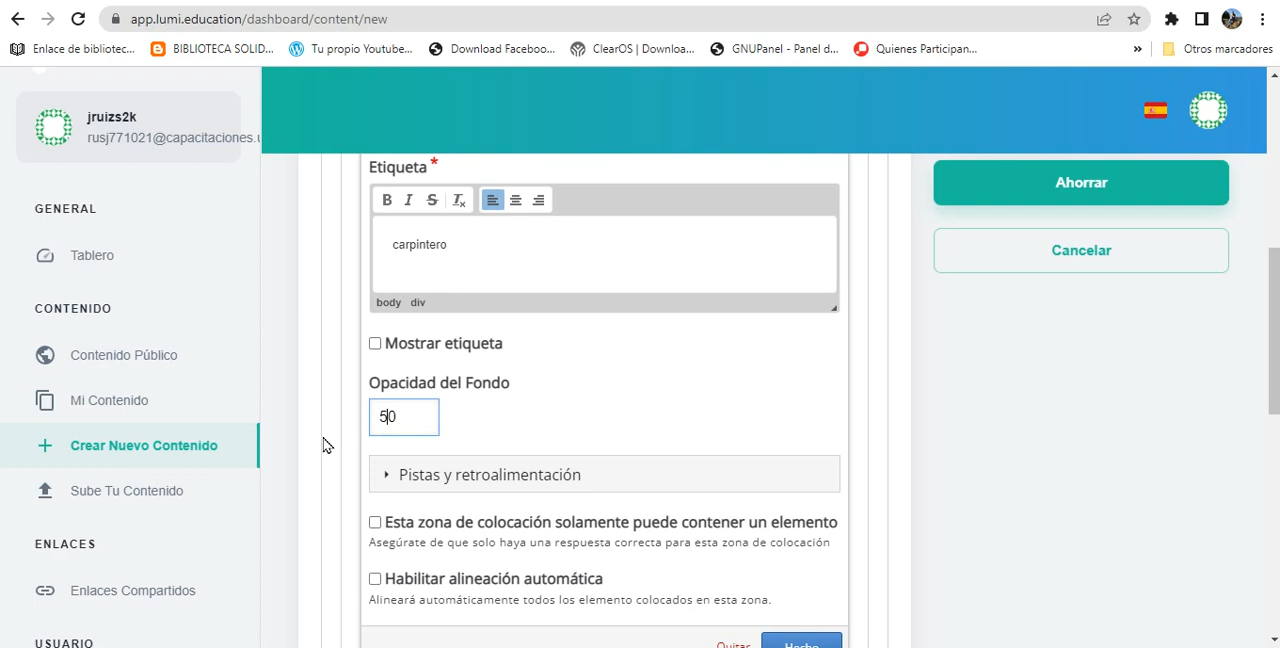 app.lumi.education/dashboard/content/new
Enlace de bibliotec...
BIBLIOTECA SOLID...
Tu propio Youtube...
Download Faceboo...
ClearOS | Downloa...
GNUPanel - Panel d...
Quienes Participan...
»
Otros marcadores
jruizs2k
rusj771021@capacitaciones.u
GENERAL
Tablero
CONTENIDO
Contenido Público
Mi Contenido
Crear Nuevo Contenido
Sube Tu Contenido
ENLACES
Enlaces Compartidos
USUARIO
Etiqueta *
B I S Tx
carpintero
body div
Mostrar etiqueta
Opacidad del Fondo
50
Pistas y retroalimentación
Esta zona de colocación solamente puede contener un elemento
Asegúrate de que solo haya una respuesta correcta para esta zona de colocación
Habilitar alineación automática
Alineará automáticamente todos los elemento colocados en esta zona.
Quitar
Hecho
Ahorrar
Cancelar